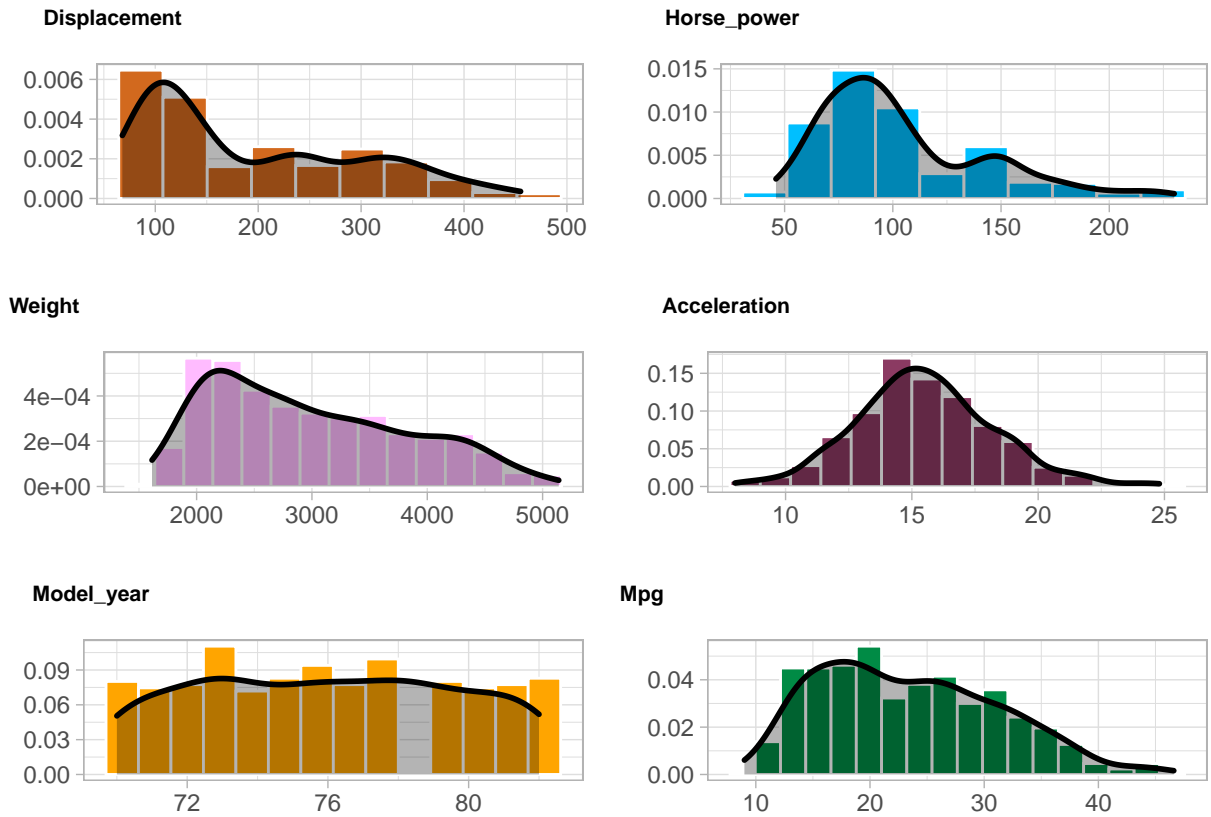 Displacement
0.006
0.004
0.002
0.000
100 200 300 400 500
Horse_power
0.015
0.010
0.005
0.000
50 100 150 200
Weight
4e−04
2e−04
0e+00
2000 3000 4000 5000
Acceleration
0.15
0.10
0.05
0.00
10 15 20 25
Model_year
0.09
0.06
0.03
0.00
72 76 80
Mpg
0.04
0.02
0.00
10 20 30 40